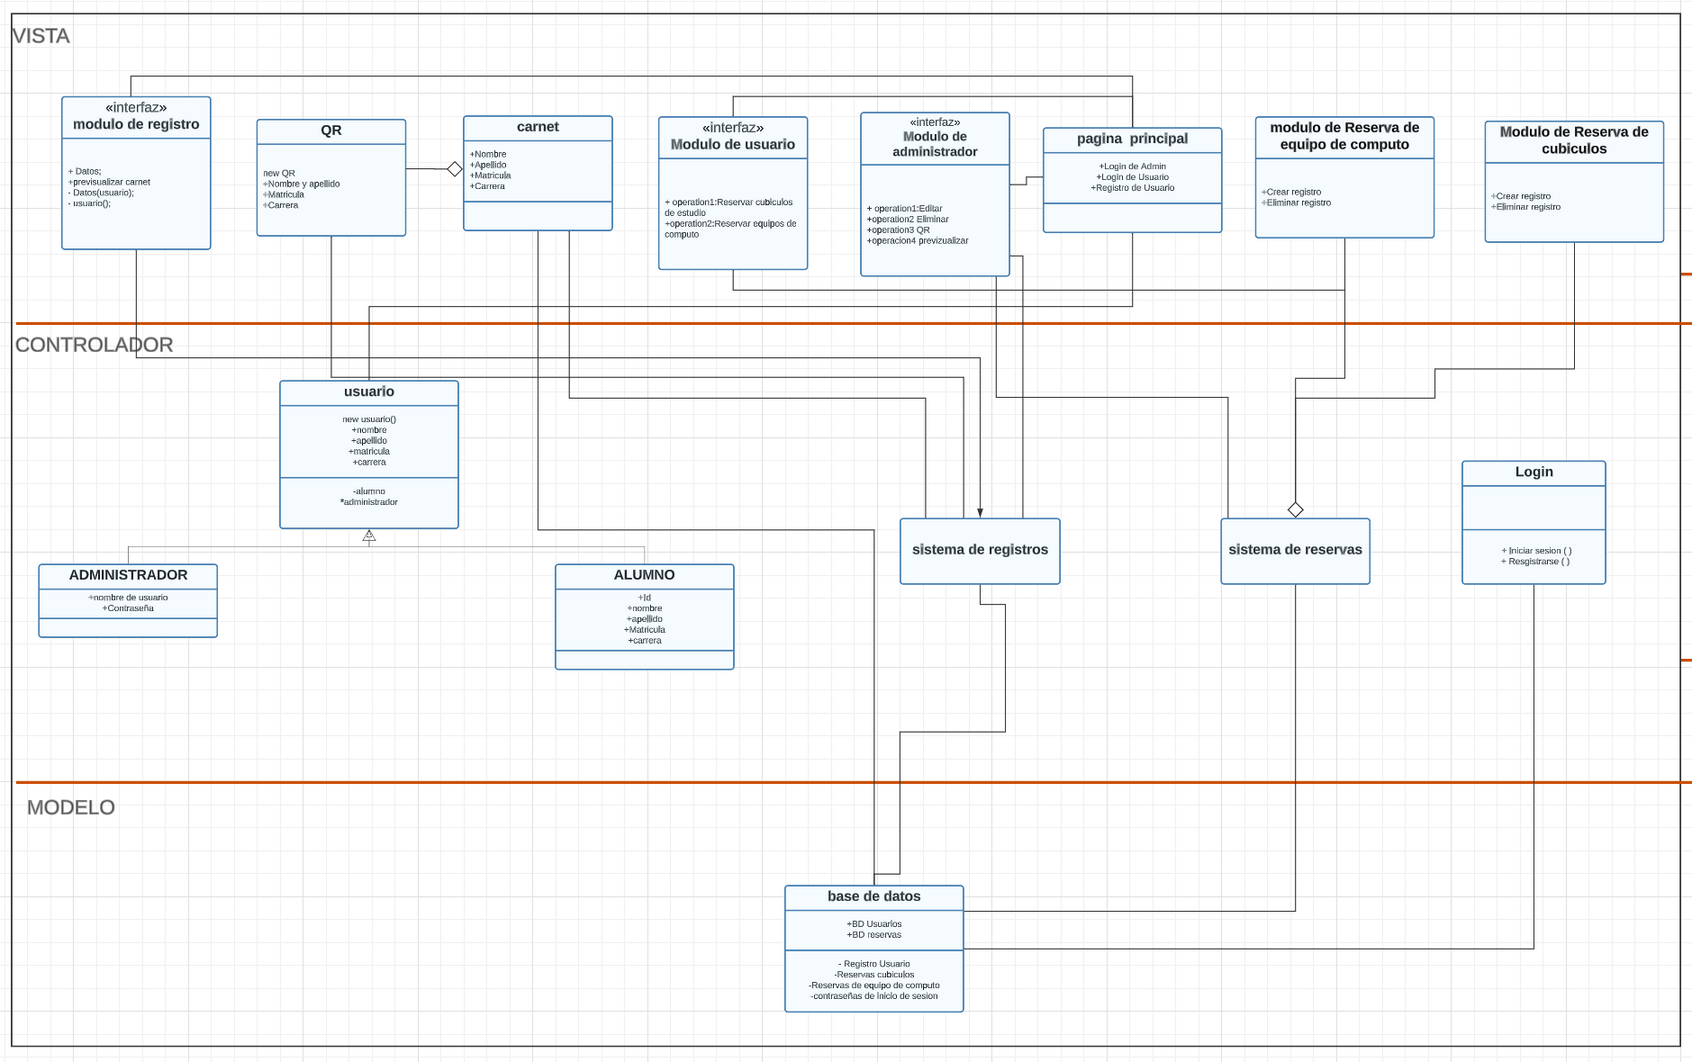 VISTA
«interfaz»
modulo de registro
+ Datos;
+previsualizar carnet
- Datos(usuario);
- usuario();
QR
new QR
+Nombre y apellido
+Matricula
+Carrera
carnet
+Nombre
+Apellido
+Matricula
+Carrera
«interfaz»
Modulo de usuario
+ operation1:Reservar cubiculos
de estudio
+operation2:Reservar equipos de
computo
«interfaz»
Modulo de
administrador
+ operation1:Editar
+operation2 Eliminar
+operation3 QR
+operacion4 previzualizar
pagina principal
+Login de Admin
+Login de Usuario
+Registro de Usuario
modulo de Reserva de
equipo de computo
+Crear registro
+Eliminar registro
Modulo de Reserva de
cubiculos
+Crear registro
+Eliminar registro
CONTROLADOR
usuario
new usuario()
+nombre
+apellido
+matricula
+carrera
-alumno
*administrador
ADMINISTRADOR
+nombre de usuario
+Contraseña
ALUMNO
+Id
+nombre
+apellido
+Matricula
+carrera
sistema de registros
sistema de reservas
Login
+ Iniciar sesion ( )
+ Resgistrarse ( )
MODELO
base de datos
+BD Usuarios
+BD reservas
- Registro Usuario
-Reservas cubiculos
-Reservas de equipo de computo
-contraseñas de inicio de sesion